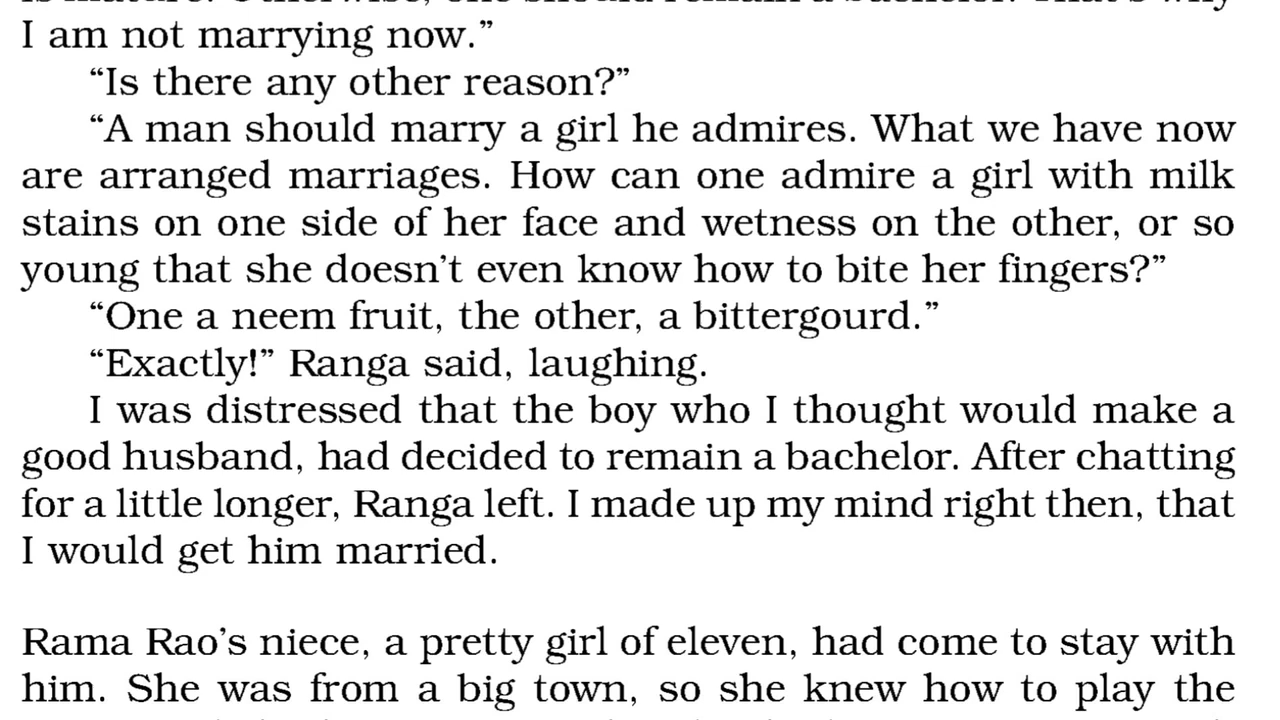 I am not marrying now.”
“Is there any other reason?”
“A man should marry a girl he admires. What we have now
are arranged marriages. How can one admire a girl with milk
stains on one side of her face and wetness on the other, or so
young that she doesn’t even know how to bite her fingers?”
“One a neem fruit, the other, a bittergourd.”
“Exactly!” Ranga said, laughing.
I was distressed that the boy who I thought would make a
good husband, had decided to remain a bachelor. After chatting
for a little longer, Ranga left. I made up my mind right then, that
I would get him married.
Rama Rao’s niece, a pretty girl of eleven, had come to stay with
him. She was from a big town, so she knew how to play the